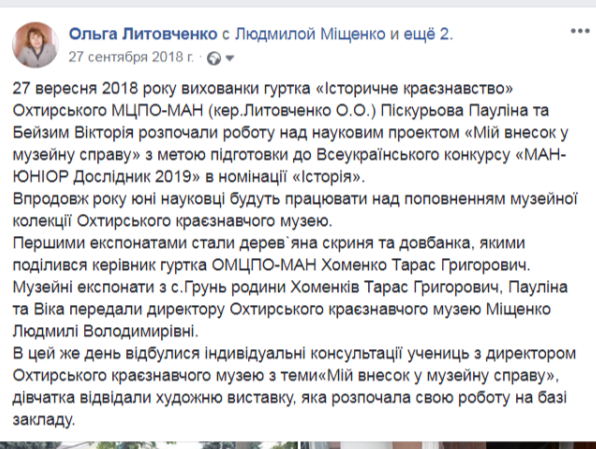 Ольга Литовченко с Людмилой Міщенко и ещё 2.
27 сентября 2018 г. ·
27 вересня 2018 року вихованки гуртка «Історичне краєзнавство»
Охтирського МЦПО-МАН (кер.Литовченко О.О.) Піскурьова Пауліна та
Бейзим Вікторія розпочали роботу над науковим проектом «Мій внесок у
музейну справу» з метою підготовки до Всеукраїнського конкурсу «МАН-
ЮНІОР Дослідник 2019» в номінації «Історія».
Впродовж року юні науковці будуть працювати над поповненням музейної
колекції Охтирського краєзнавчого музею.
Першими експонатами стали дерев`яна скриня та довбанка, якими
поділився керівник гуртка ОМЦПО-МАН Хоменко Тарас Григорович.
Музейні експонати з с.Грунь родини Хоменків Тарас Григорович, Пауліна
та Віка передали директору Охтирського краєзнавчого музею Міщенко
Людмилі Володимирівні.
В цей же день відбулися індивідуальні консультації учениць з директором
Охтирського краєзнавчого музею з теми«Мій внесок у музейну справу»,
дівчатка відвідали художню виставку, яка розпочала свою роботу на базі
закладу.